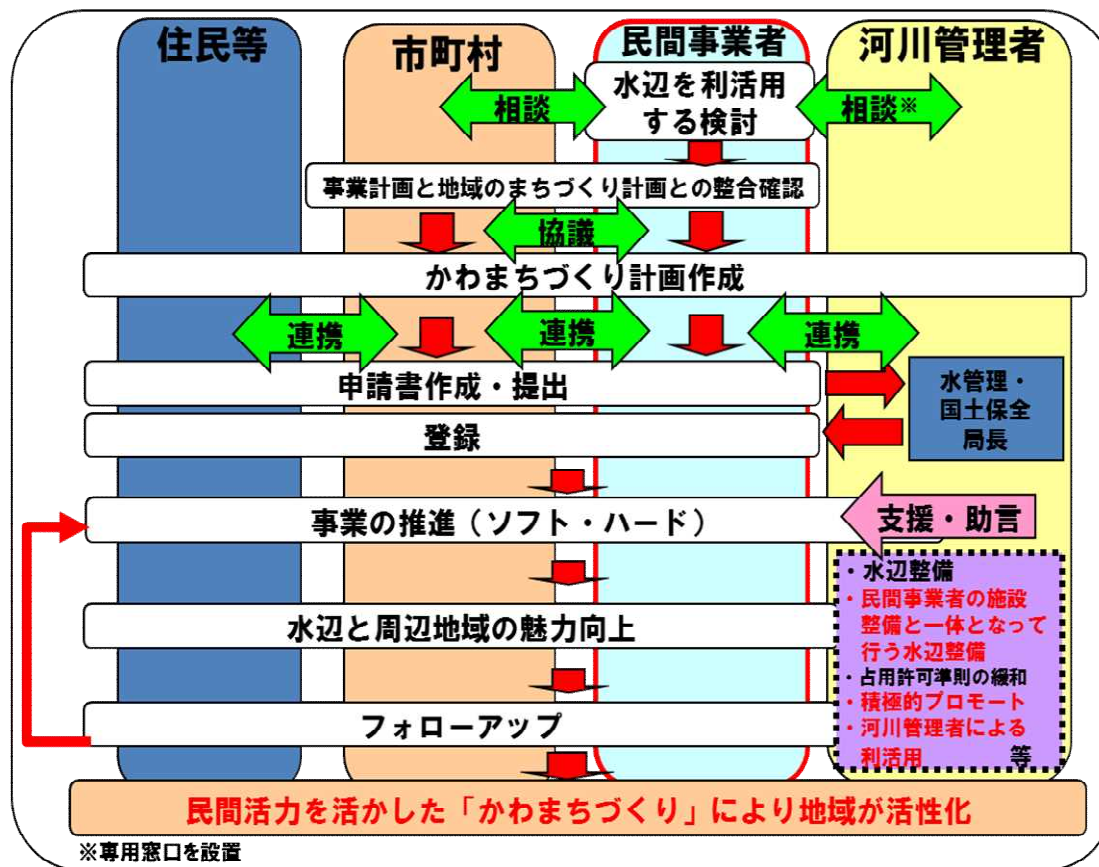 住民等
市町村
民間事業者
河川管理者
水辺を利活用
する検討
相談
相談※
事業計画と地域のまちづくり計画との整合確認
協議
かわまちづくり計画作成
連携
連携
連携
申請書作成・提出
水管理・
国土保全
局長
登録
事業の推進（ソフト・ハード）
支援・助言
・水辺整備
・民間事業者の施設
整備と一体となって
行う水辺整備
・占用許可準則の緩和
・積極的プロモート
・河川管理者による
利活用 等
水辺と周辺地域の魅力向上
フォローアップ
民間活力を活かした「かわまちづくり」により地域が活性化
※専用窓口を設置